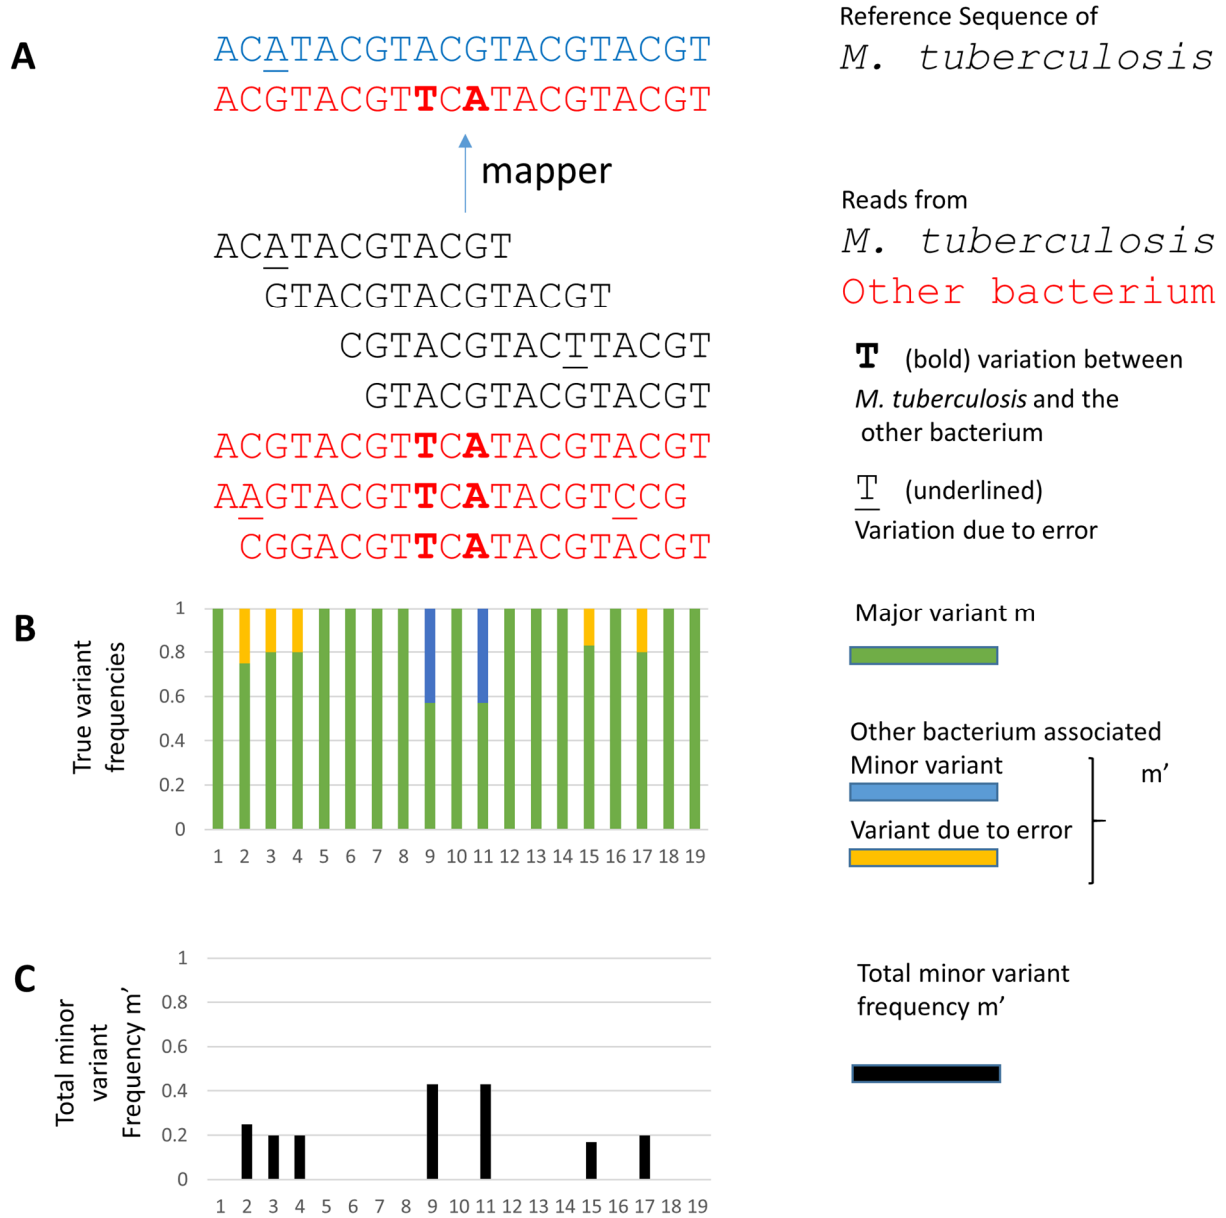 A
ACATACGTACGTACGTACGT
ACGTACGTTCATACGTACGT
Reference Sequence of
M. tuberculosis
mapper
ACATACGTACGT
GTACGTACGTACGT
CGTACGTACTTACGT
GTACGTACGTACGT
ACGTACGTTCATACGTACGT
AAGTACGTTCATACGTCCG
CGGACGTTCATACGTACGT
Reads from
M. tuberculosis
Other bacterium
T (bold) variation between
M. tuberculosis and the
other bacterium
T (underlined)
Variation due to error
B
True variant
frequencies
1
0.8
0.6
0.4
0.2
0
1 2 3 4 5 6 7 8 9 10 11 12 13 14 15 16 17 18 19
Major variant m
Other bacterium associated
Minor variant
m’
Variant due to error
C
Total minor
variant
Frequency m’
1
0.8
0.6
0.4
0.2
0
1 2 3 4 5 6 7 8 9 10 11 12 13 14 15 16 17 18 19
Total minor variant
frequency m’